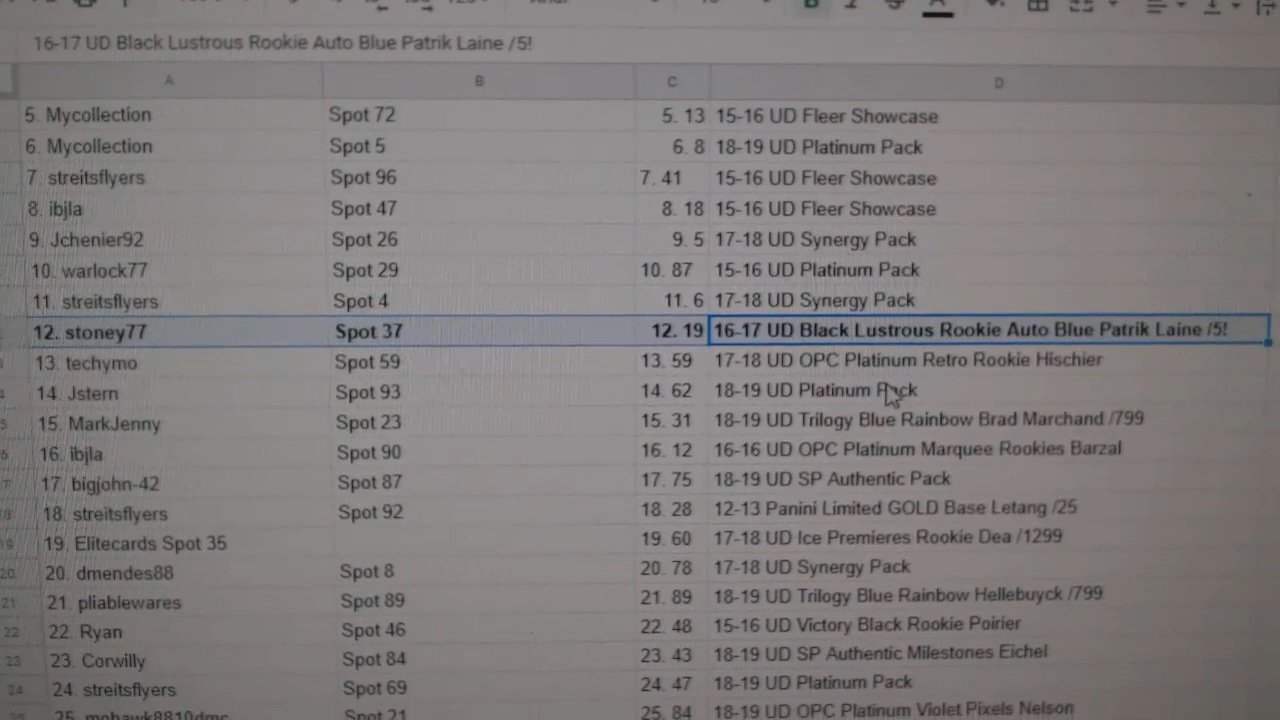 16-17 UD Black Lustrous Rookie Auto Blue Patrik Laine /5!
A B C D
5. Mycollection Spot 72 5. 13 15-16 UD Fleer Showcase
6. Mycollection Spot 5 6. 8 18-19 UD Platinum Pack
7. streitsflyers Spot 96 7. 41 15-16 UD Fleer Showcase
8. ibjla Spot 47 8. 18 15-16 UD Fleer Showcase
9. Jchenier92 Spot 26 9. 5 17-18 UD Synergy Pack
10. warlock77 Spot 29 10. 87 15-16 UD Platinum Pack
11. streitsflyers Spot 4 11. 6 17-18 UD Synergy Pack
12. stoney77 Spot 37 12. 19 16-17 UD Black Lustrous Rookie Auto Blue Patrik Laine /5!
13. techymo Spot 59 13. 59 17-18 UD OPC Platinum Retro Rookie Hischier
14. Jstern Spot 93 14. 62 18-19 UD Platinum Pack
15. MarkJenny Spot 23 15. 31 18-19 UD Trilogy Blue Rainbow Brad Marchand /799
16. ibjla Spot 90 16. 12 16-16 UD OPC Platinum Marquee Rookies Barzal
17. bigjohn-42 Spot 87 17. 75 18-19 UD SP Authentic Pack
18. streitsflyers Spot 92 18. 28 12-13 Panini Limited GOLD Base Letang /25
19 19. Elitecards Spot 35 19. 60 17-18 UD Ice Premieres Rookie Dea /1299
20 20. dmendes88 Spot 8 20. 78 17-18 UD Synergy Pack
21 21. pliablewares Spot 89 21. 89 18-19 UD Trilogy Blue Rainbow Hellebuyck /799
22 22. Ryan Spot 46 22. 48 15-16 UD Victory Black Rookie Poirier
23 23. Corwilly Spot 84 23. 43 18-19 UD SP Authentic Milestones Eichel
24 24. streitsflyers Spot 69 24. 47 18-19 UD Platinum Pack
25. mohawk8810dmc Spot 21 25. 84 18-19 UD OPC Platinum Violet Pixels Nelson